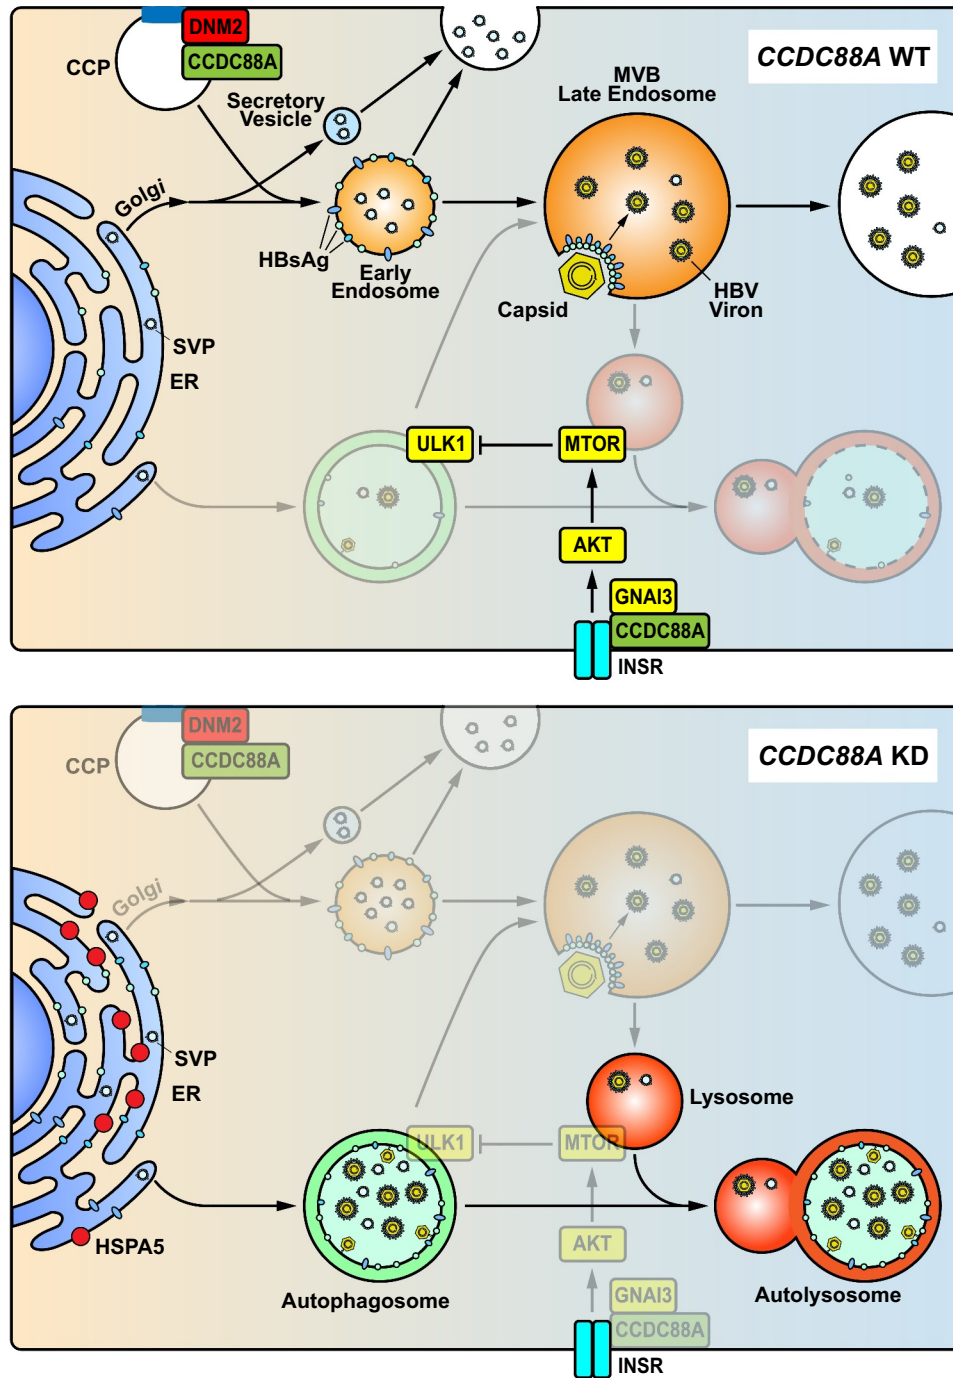 DNM2
CCDC88A
CCP
CCDC88A WT
MVB
Late Endosome
Secretory
Vesicle
Golgi
HBsAg
Early
Endosome
Capsid
HBV
Viron
SVP
ER
ULK1
MTOR
AKT
GNAI3
CCDC88A
INSR
DNM2
CCDC88A
CCP
CCDC88A KD
Golgi
SVP
ER
Lysosome
ULK1
MTOR
HSPA5
AKT
Autophagosome
GNAI3
Autolysosome
CCDC88A
INSR